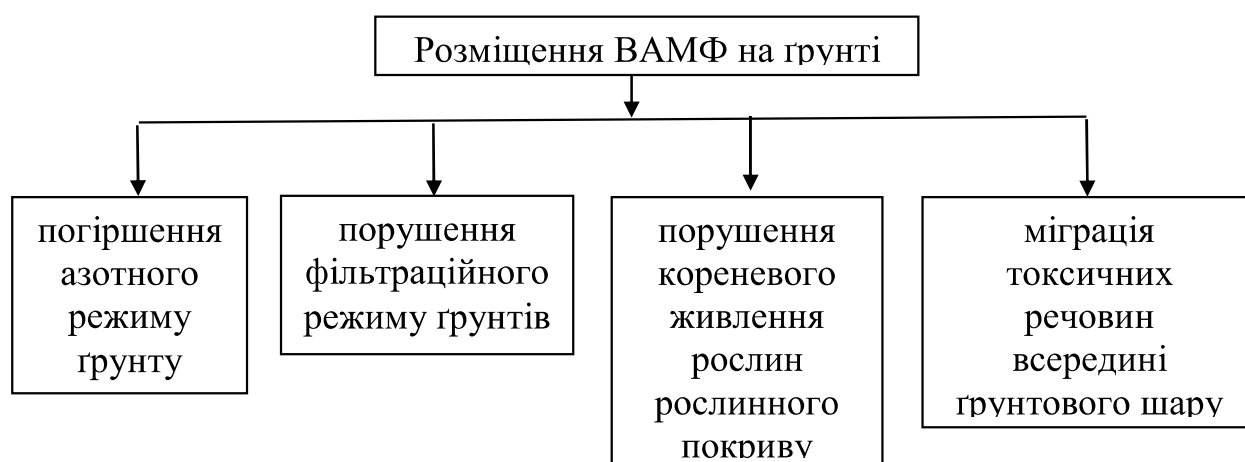 Розміщення ВАМФ на ґрунті
погіршення
азотного
режиму
ґрунту
порушення
фільтраційного
режиму ґрунтів
порушення
кореневого
живлення
рослин
рослинного
покриву
міграція
токсичних
речовин
всередині
ґрунтового шару